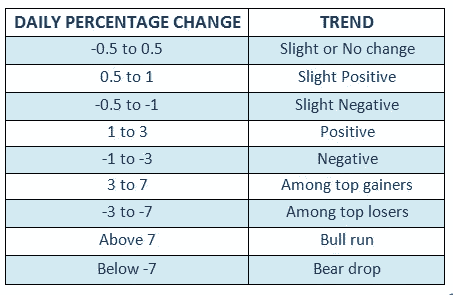 DAILY PERCENTAGE CHANGE TREND
-0.5 to 0.5 Slight or No change
0.5 to 1 Slight Positive
-0.5 to -1 Slight Negative
1 to 3 Positive
-1 to -3 Negative
3 to 7 Among top gainers
-3 to -7 Among top losers
Above 7 Bull run
Below -7 Bear drop